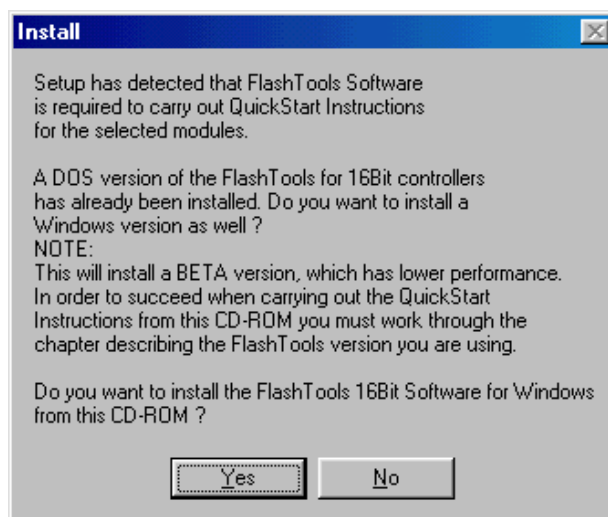 Install
Setup has detected that FlashTools Software
is required to carry out QuickStart Instructions
for the selected modules.
A DOS version of the FlashTools for 16Bit controllers
has already been installed. Do you want to install a
Windows version as well ?
NOTE:
This will install a BETA version, which has lower performance.
In order to succeed when carrying out the QuickStart
Instructions from this CD-ROM you must work through the
chapter describing the FlashTools version you are using.
Do you want to install the FlashTools 16Bit Software for Windows
from this CD-ROM ?
Yes
No